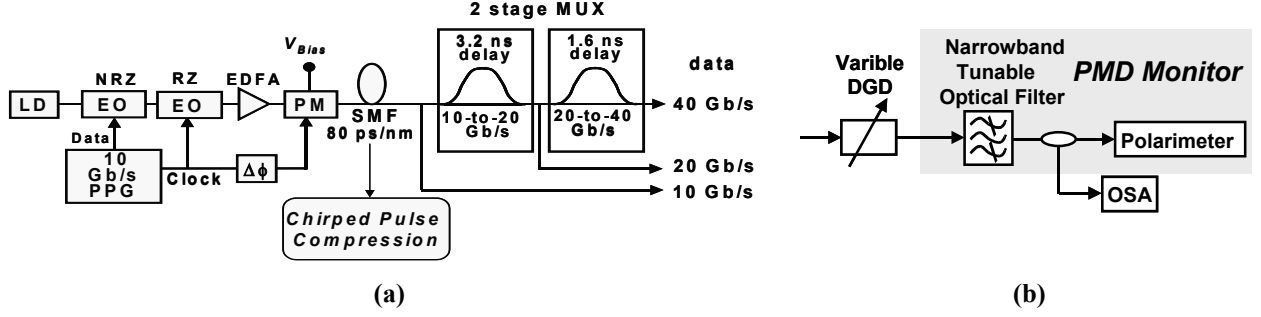 2 stage MUX
3.2 ns
delay
1.6 ns
delay
V_Bias
NRZ
RZ
EDFA
LD
EO
EO
PM
SMF
80 ps/nm
10-to-20
Gb/s
20-to-40
Gb/s
data
40 Gb/s
20 Gb/s
10 Gb/s
Data
10
Gb/s
PPG
Clock
Δϕ
Chirped Pulse
Compression
(a)
Varible
DGD
Narrowband
Tunable
Optical Filter
PMD Monitor
Polarimeter
OSA
(b)